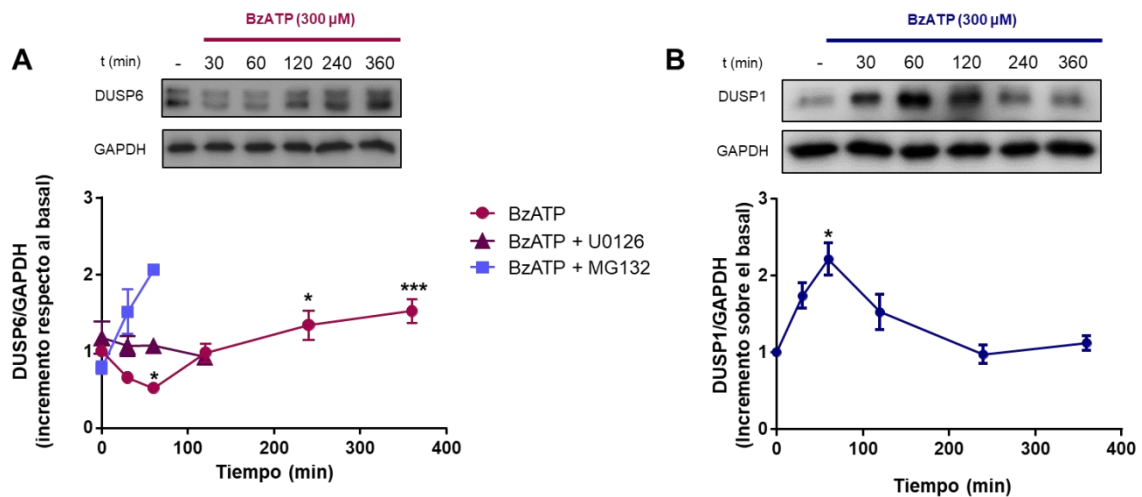 A
BzATP (300 µM)
t (min) - 30 60 120 240 360
DUSP6
GAPDH
3
2
1
0
0 100 200 300 400
* * ***
DUSP6/GAPDH
(incremento respecto al basal)
Tiempo (min)
BzATP
BzATP + U0126
BzATP + MG132
B
BzATP (300 µM)
t (min) - 30 60 120 240 360
DUSP1
GAPDH
3
2
1
0
0 100 200 300 400
*
DUSP1/GAPDH
(Incremento sobre el basal)
Tiempo (min)